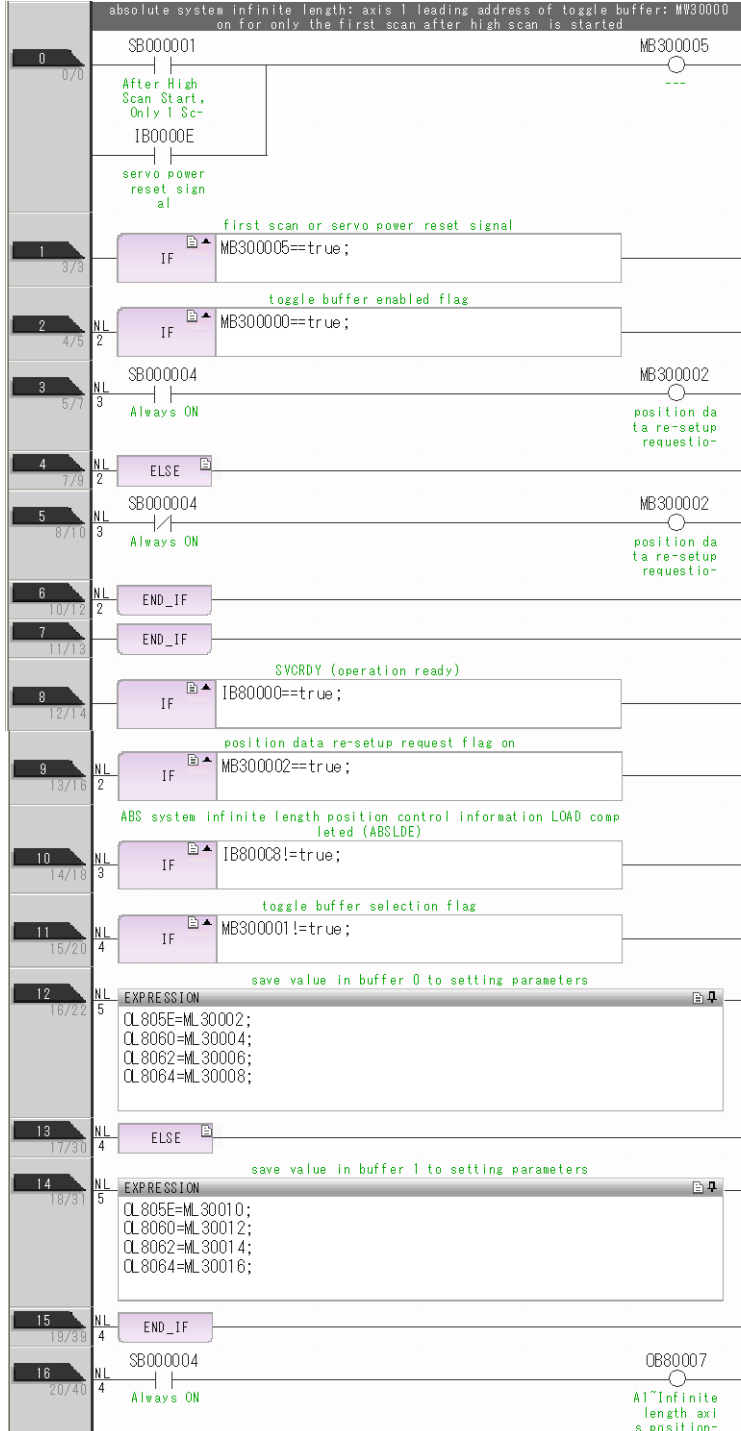 absolute system infinite length: axis 1 leading address of toggle buffer: MW30000
on for only the first scan after high scan is started
0
0/0
SB000001
MB300005
After High
Scan Start,
Only 1 Sc-
---
IB0000E
servo power
reset sign
al
first scan or servo power reset signal
1
3/3
IF
MB300005==true;
toggle buffer enabled flag
2
4/5
NL
2
IF
MB300000==true;
3
5/7
NL
3
SB000004
MB300002
Always ON
position da
ta re-setup
requestio-
4
7/9
NL
2
ELSE
5
8/10
NL
3
SB000004
MB300002
Always ON
position da
ta re-setup
requestio-
6
10/12
NL
2
END_IF
7
11/13
END_IF
SVCRDY (operation ready)
8
12/14
IF
IB80000==true;
position data re-setup request flag on
9
13/16
NL
2
IF
MB300002==true;
ABS system infinite length position control information LOAD comp
leted (ABSLDE)
10
14/18
NL
3
IF
IB800C8!=true;
toggle buffer selection flag
11
15/20
NL
4
IF
MB300001!=true;
save value in buffer 0 to setting parameters
12
16/22
NL
5
EXPRESSION
OL805E=ML30002;
OL8060=ML30004;
OL8062=ML30006;
OL8064=ML30008;
13
17/30
NL
4
ELSE
save value in buffer 1 to setting parameters
14
18/31
NL
5
EXPRESSION
OL805E=ML30010;
OL8060=ML30012;
OL8062=ML30014;
OL8064=ML30016;
15
19/39
NL
4
END_IF
16
20/40
NL
4
SB000004
OB80007
Always ON
A1~Infinite
length axi
s position-